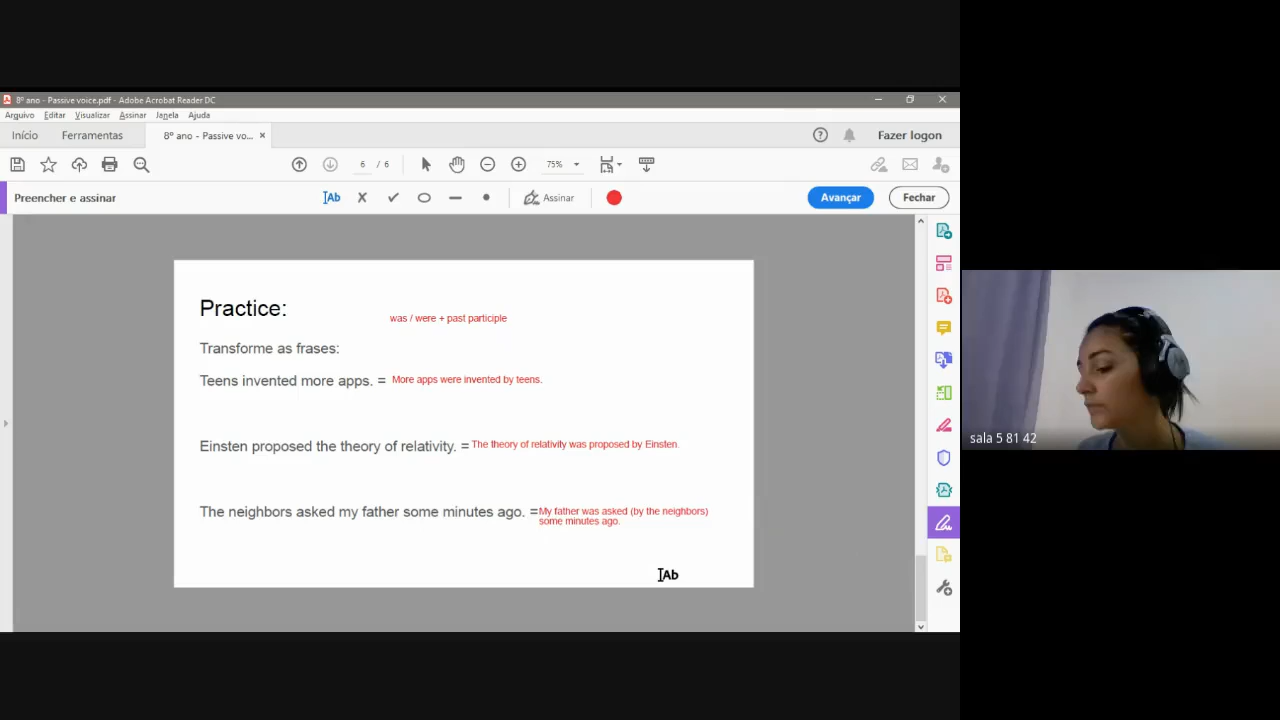 8º ano - Passive voice.pdf - Adobe Acrobat Reader DC
Arquivo Editar Visualizar Assinar Janela Ajuda
Início Ferramentas 8º ano - Passive vo... × Fazer logon
6 / 6 75%
Preencher e assinar IAb Assinar Avançar Fechar
Practice:
was / were + past participle
Transforme as frases:
Teens invented more apps. = More apps were invented by teens.
Einsten proposed the theory of relativity. = The theory of relativity was proposed by Einsten.
The neighbors asked my father some minutes ago. = My father was asked (by the neighbors)
some minutes ago.
IAb
sala 5 81 42